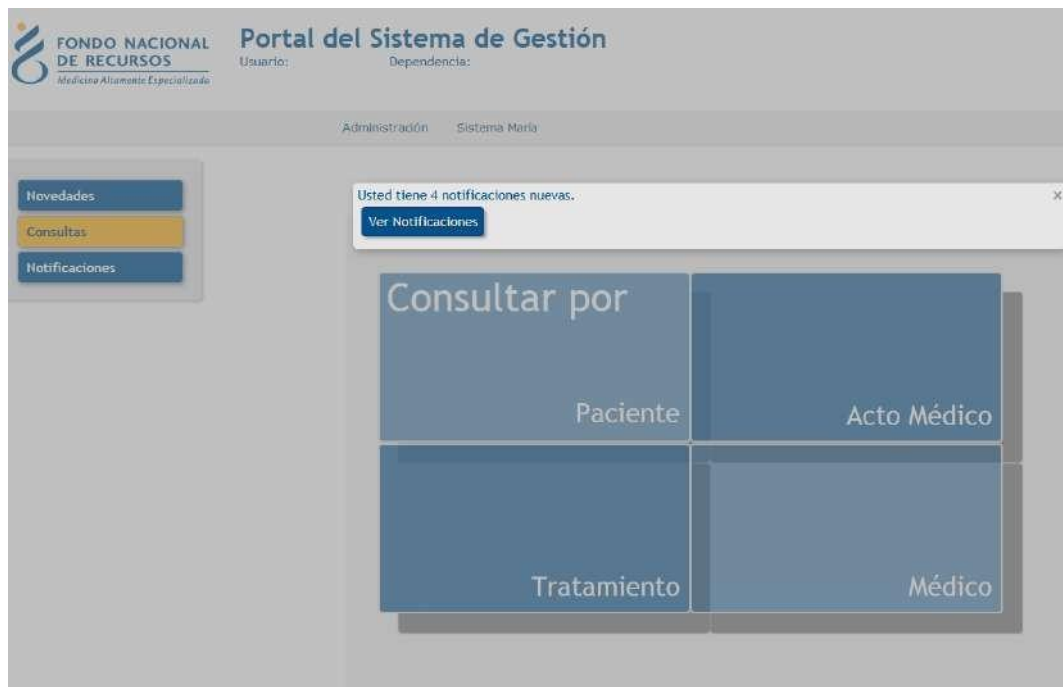 FONDO NACIONAL
DE RECURSOS
Medicina Altamente Especializada
Portal del Sistema de Gestión
Usuario: Dependencia:
Administración Sistema María
Novedades
Consultas
Notificaciones
Usted tiene 4 notificaciones nuevas.
×
Ver Notificaciones
Consultar por
Paciente
Acto Médico
Tratamiento
Médico